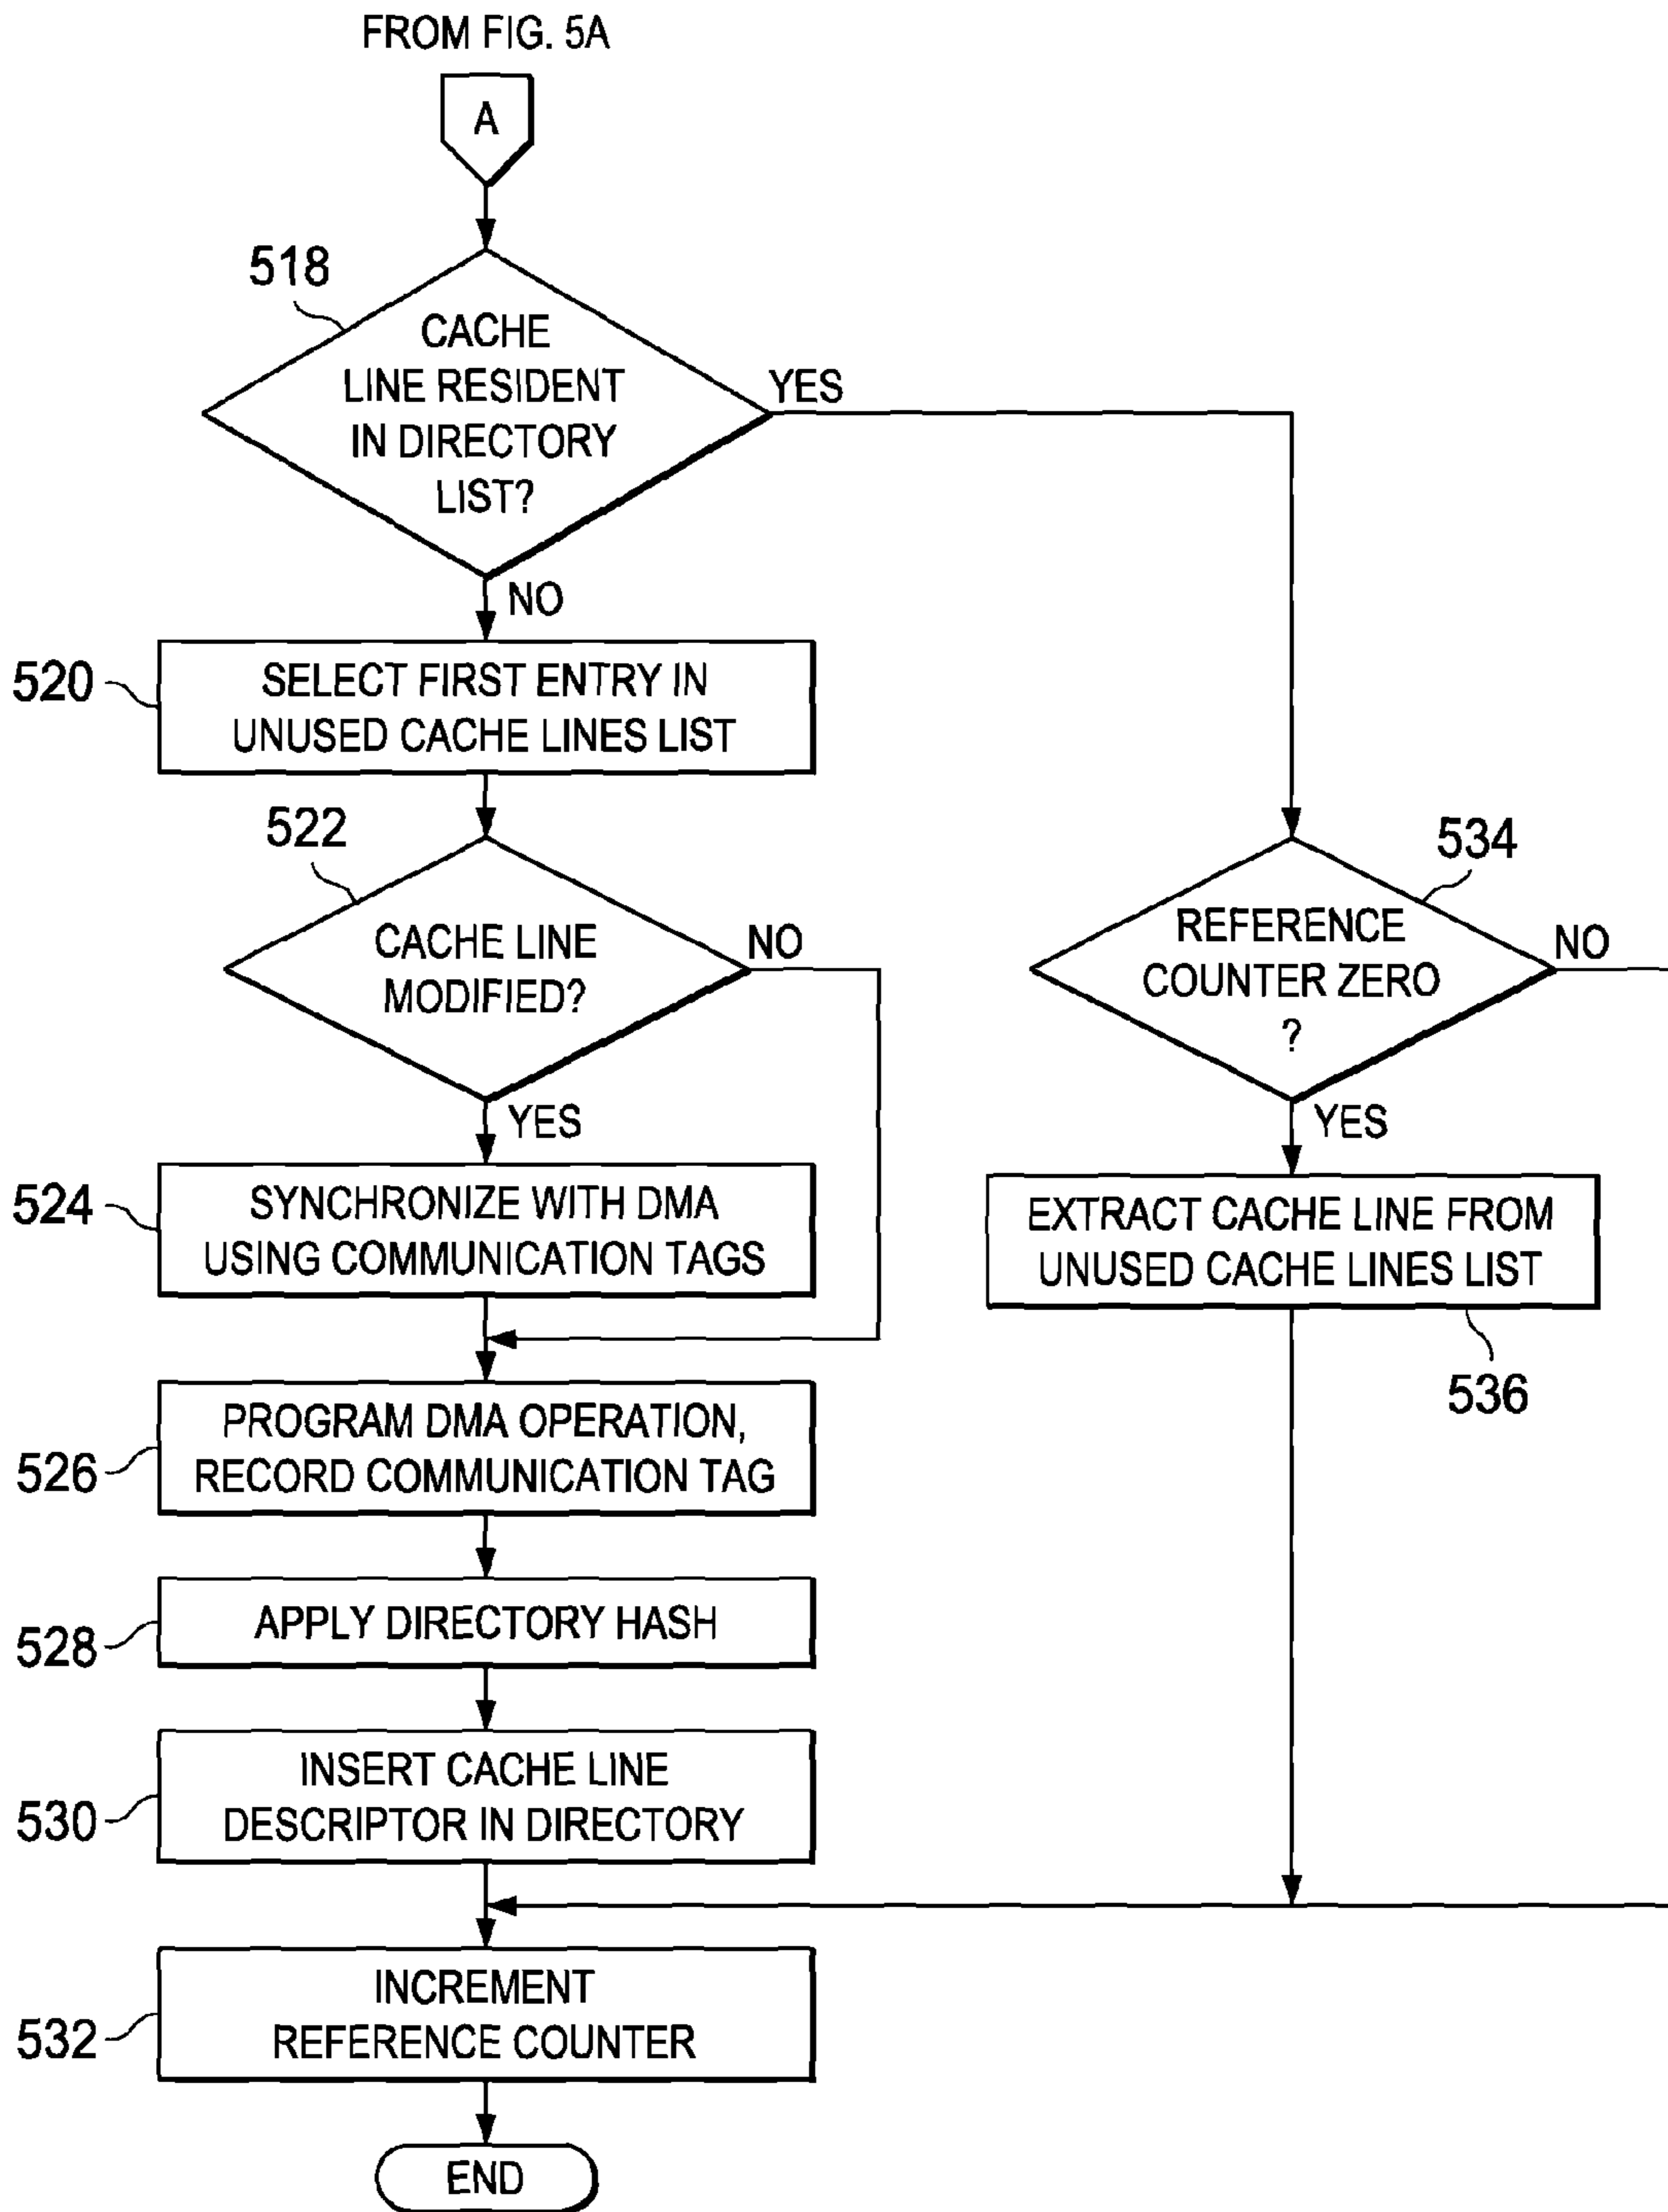 FROM FIG. 5A
A
518
CACHE
LINE RESIDENT
IN DIRECTORY
LIST?
YES
NO
520
SELECT FIRST ENTRY IN
UNUSED CACHE LINES LIST
522
CACHE LINE
MODIFIED?
NO
YES
534
REFERENCE
COUNTER ZERO
?
NO
YES
524
SYNCHRONIZE WITH DMA
USING COMMUNICATION TAGS
EXTRACT CACHE LINE FROM
UNUSED CACHE LINES LIST
536
526
PROGRAM DMA OPERATION,
RECORD COMMUNICATION TAG
528
APPLY DIRECTORY HASH
530
INSERT CACHE LINE
DESCRIPTOR IN DIRECTORY
532
INCREMENT
REFERENCE COUNTER
END